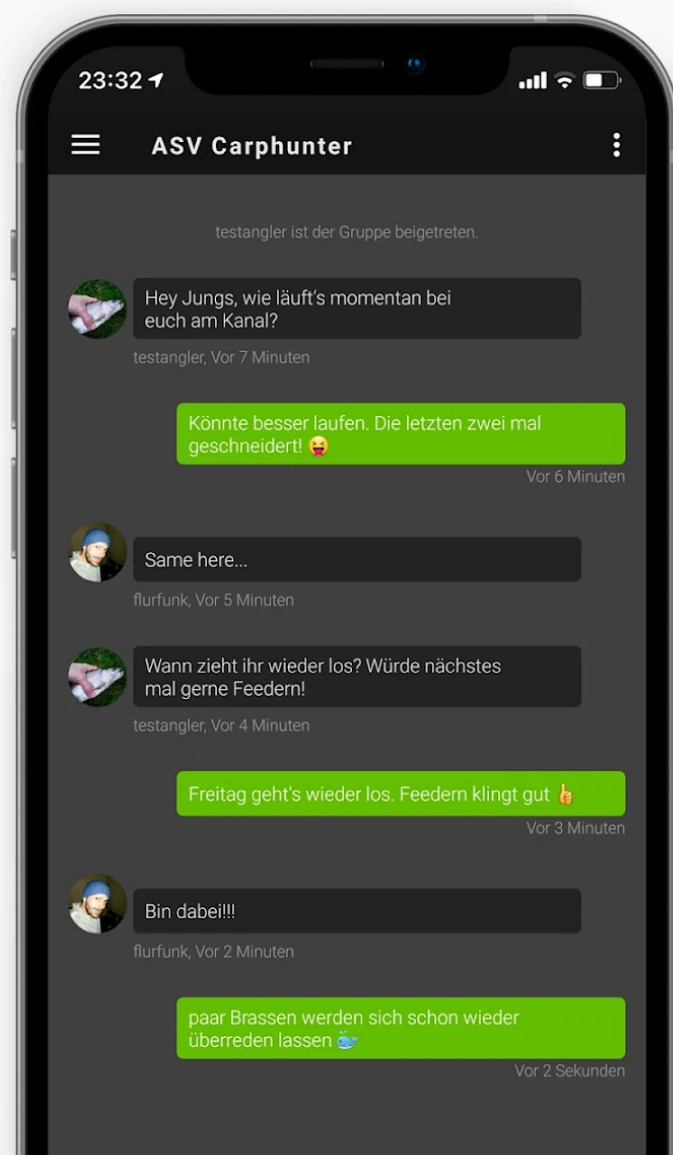 23:32
ASV Carphunter
testangler ist der Gruppe beigetreten.
Hey Jungs, wie läuft's momentan bei
euch am Kanal?
testangler, Vor 7 Minuten
Könnte besser laufen. Die letzten zwei mal
geschneidert! 😝
Vor 6 Minuten
Same here...
flurfunk, Vor 5 Minuten
Wann zieht ihr wieder los? Würde nächstes
mal gerne Feedern!
testangler, Vor 4 Minuten
Freitag geht's wieder los. Feedern klingt gut 👍
Vor 3 Minuten
Bin dabei!!!
flurfunk, Vor 2 Minuten
paar Brassen werden sich schon wieder
überreden lassen 🐳
Vor 2 Sekunden